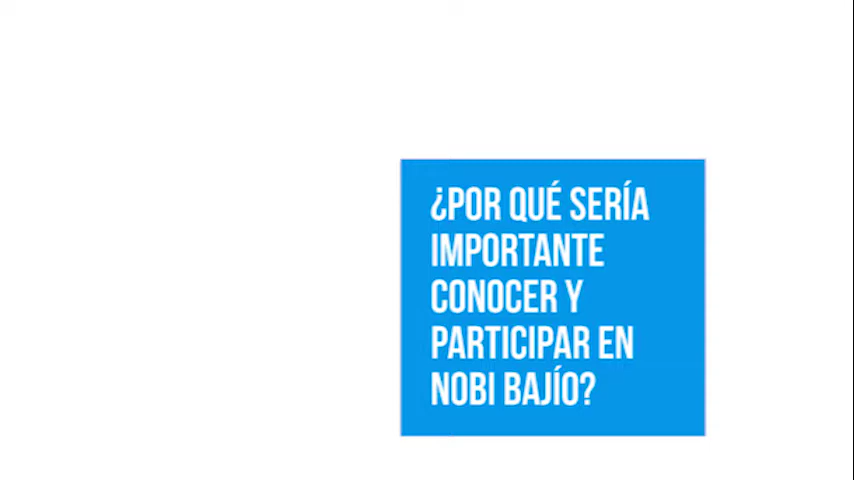 ¿POR QUÉ SERÍA
IMPORTANTE
CONOCER Y
PARTICIPAR EN
NOBI BAJÍO?